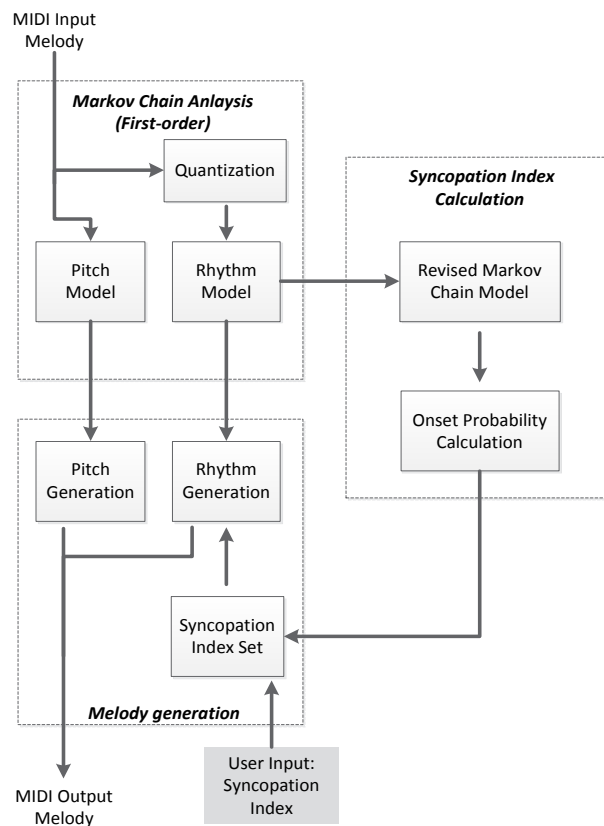 MIDI Input
Melody
Markov Chain Anlaysis
(First-order)
Quantization
Pitch
Model
Rhythm
Model
Syncopation Index
Calculation
Revised Markov
Chain Model
Onset Probability
Calculation
Pitch
Generation
Rhythm
Generation
Syncopation
Index Set
Melody generation
User Input:
Syncopation
Index
MIDI Output
Melody